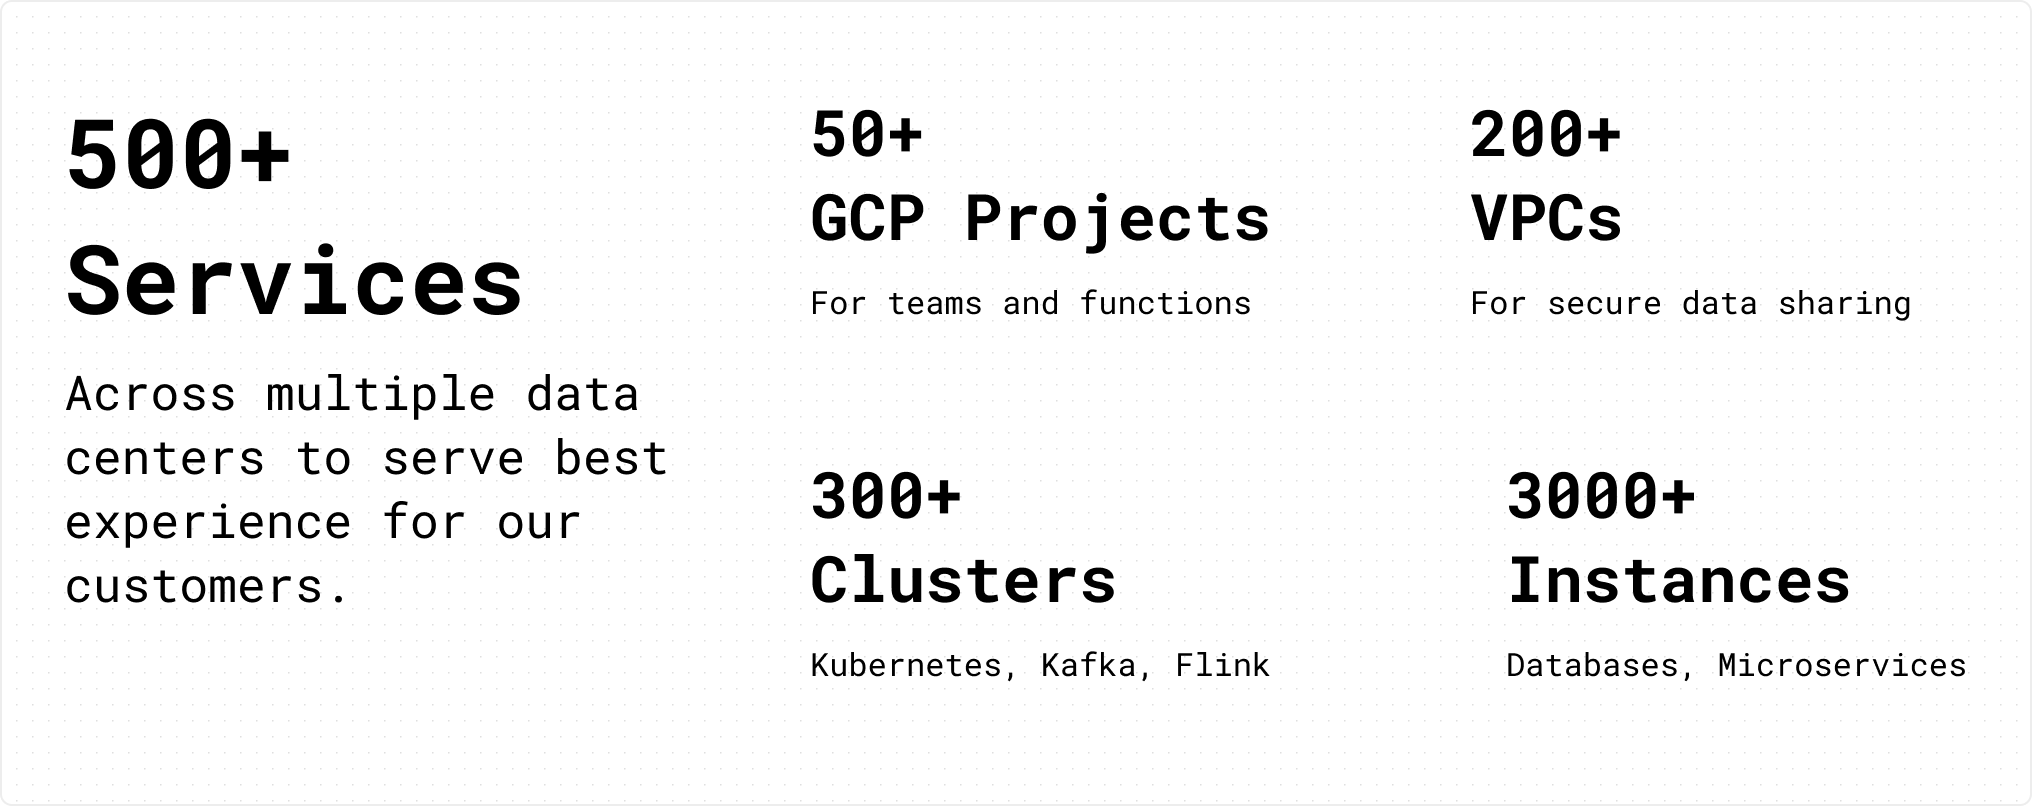 500+
Services
Across multiple data
centers to serve best
experience for our
customers.
50+
GCP Projects
For teams and functions
200+
VPCs
For secure data sharing
300+
Clusters
Kubernetes, Kafka, Flink
3000+
Instances
Databases, Microservices